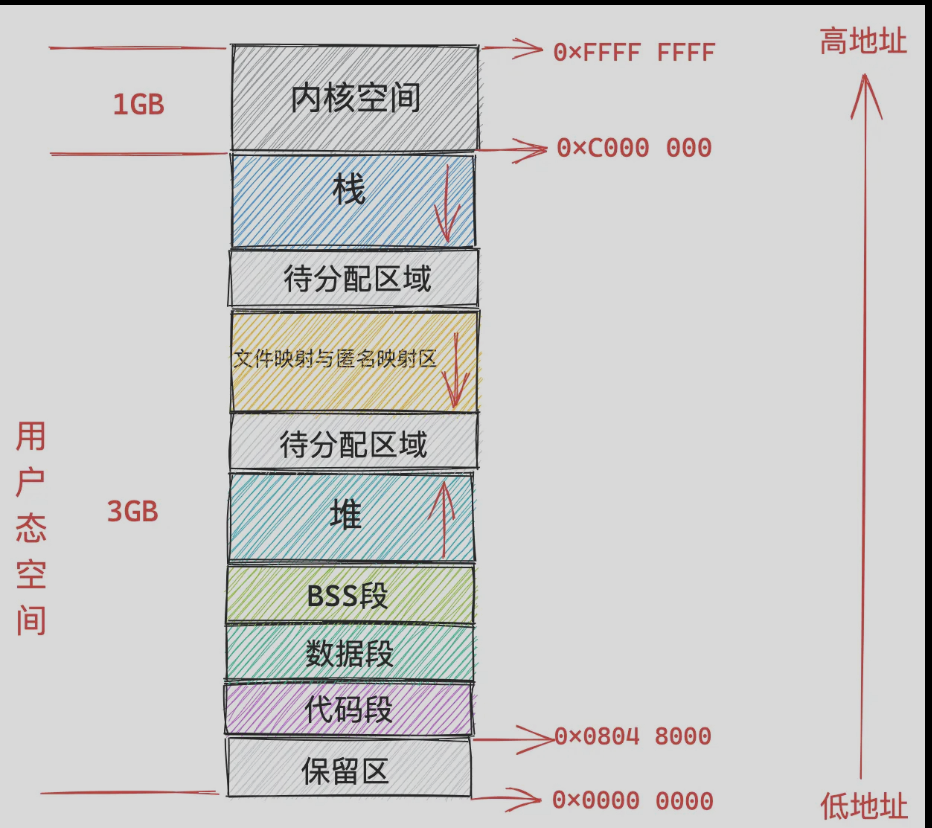 高地址
0×FFFF FFFF
1GB
内核空间
0×C000 000
栈
待分配区域
文件映射与匿名映射区
待分配区域
用户态空间
3GB
堆
BSS段
数据段
代码段
0×0804 8000
保留区
0×0000 0000
低地址